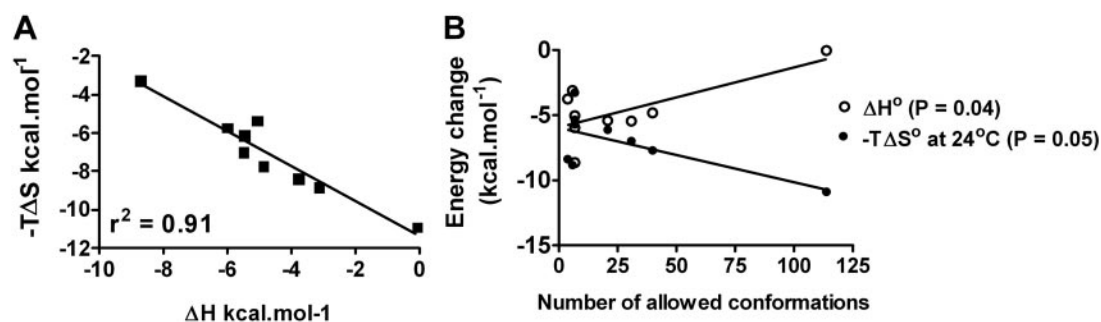 A
-TΔS kcal.mol¹
-2
-4
-6
-8
-10
-12
r² = 0.91
-10 -8 -6 -4 -2 0
ΔH kcal.mol-1
B
Energy change
(kcal.mol⁻¹)
0
-5
-10
-15
0 25 50 75 100 125
Number of allowed conformations
ΔHº (P = 0.04)
-TΔSº at 24ºC (P = 0.05)